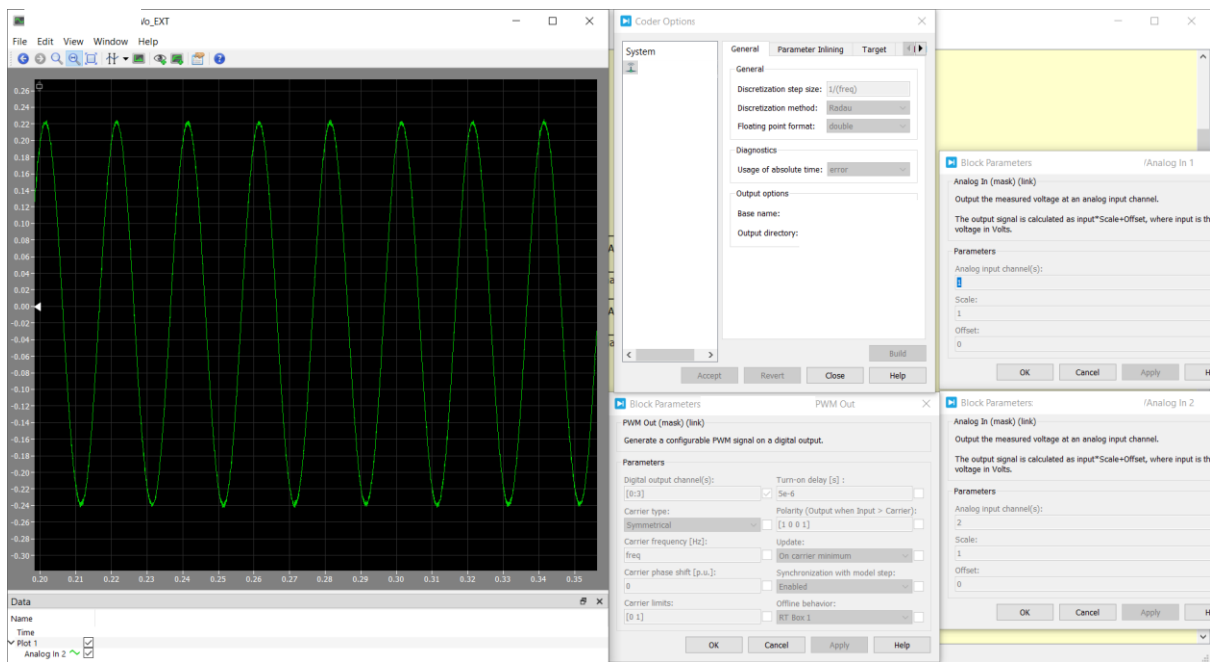 Vo_EXT
File Edit View Window Help
0.26
0.24
0.22
0.20
0.18
0.16
0.14
0.12
0.10
0.08
0.06
0.04
0.02
0.00
-0.02
-0.04
-0.06
-0.08
-0.10
-0.12
-0.14
-0.16
-0.18
-0.20
-0.22
-0.24
-0.26
-0.28
-0.30
0.20 0.21 0.22 0.23 0.24 0.25 0.26 0.27 0.28 0.29 0.30 0.31 0.32 0.33 0.34 0.35
Data
Name
Time
Plot 1
Analog In 2
Coder Options
System
General Parameter Inlining Target
General
Discretization step size: 1/(freq)
Discretization method: Radau
Floating point format: double
Diagnostics
Usage of absolute time: error
Output options
Base name:
Output directory:
Build
Accept Revert Close Help
Block Parameters PWM Out
PWM Out (mask) (link)
Generate a configurable PWM signal on a digital output.
Parameters
Digital output channel(s): Turn-on delay [s] :
[0:3] 5e-6
Carrier type: Polarity (Output when Input > Carrier):
Symmetrical [1 0 0 1]
Carrier frequency [Hz]: Update:
freq On carrier minimum
Carrier phase shift [p.u.]: Synchronization with model step:
0 Enabled
Carrier limits: Offline behavior:
[0 1] RT Box 1
OK Cancel Apply Help
Block Parameters /Analog In 1
Analog In (mask) (link)
Output the measured voltage at an analog input channel.
The output signal is calculated as input*Scale+Offset, where input is th
voltage in Volts.
Parameters
Analog input channel(s):
1
Scale:
1
Offset:
0
OK Cancel Apply H
Block Parameters: /Analog In 2
Analog In (mask) (link)
Output the measured voltage at an analog input channel.
The output signal is calculated as input*Scale+Offset, where input is th
voltage in Volts.
Parameters
Analog input channel(s):
2
Scale:
1
Offset:
0
OK Cancel Apply H